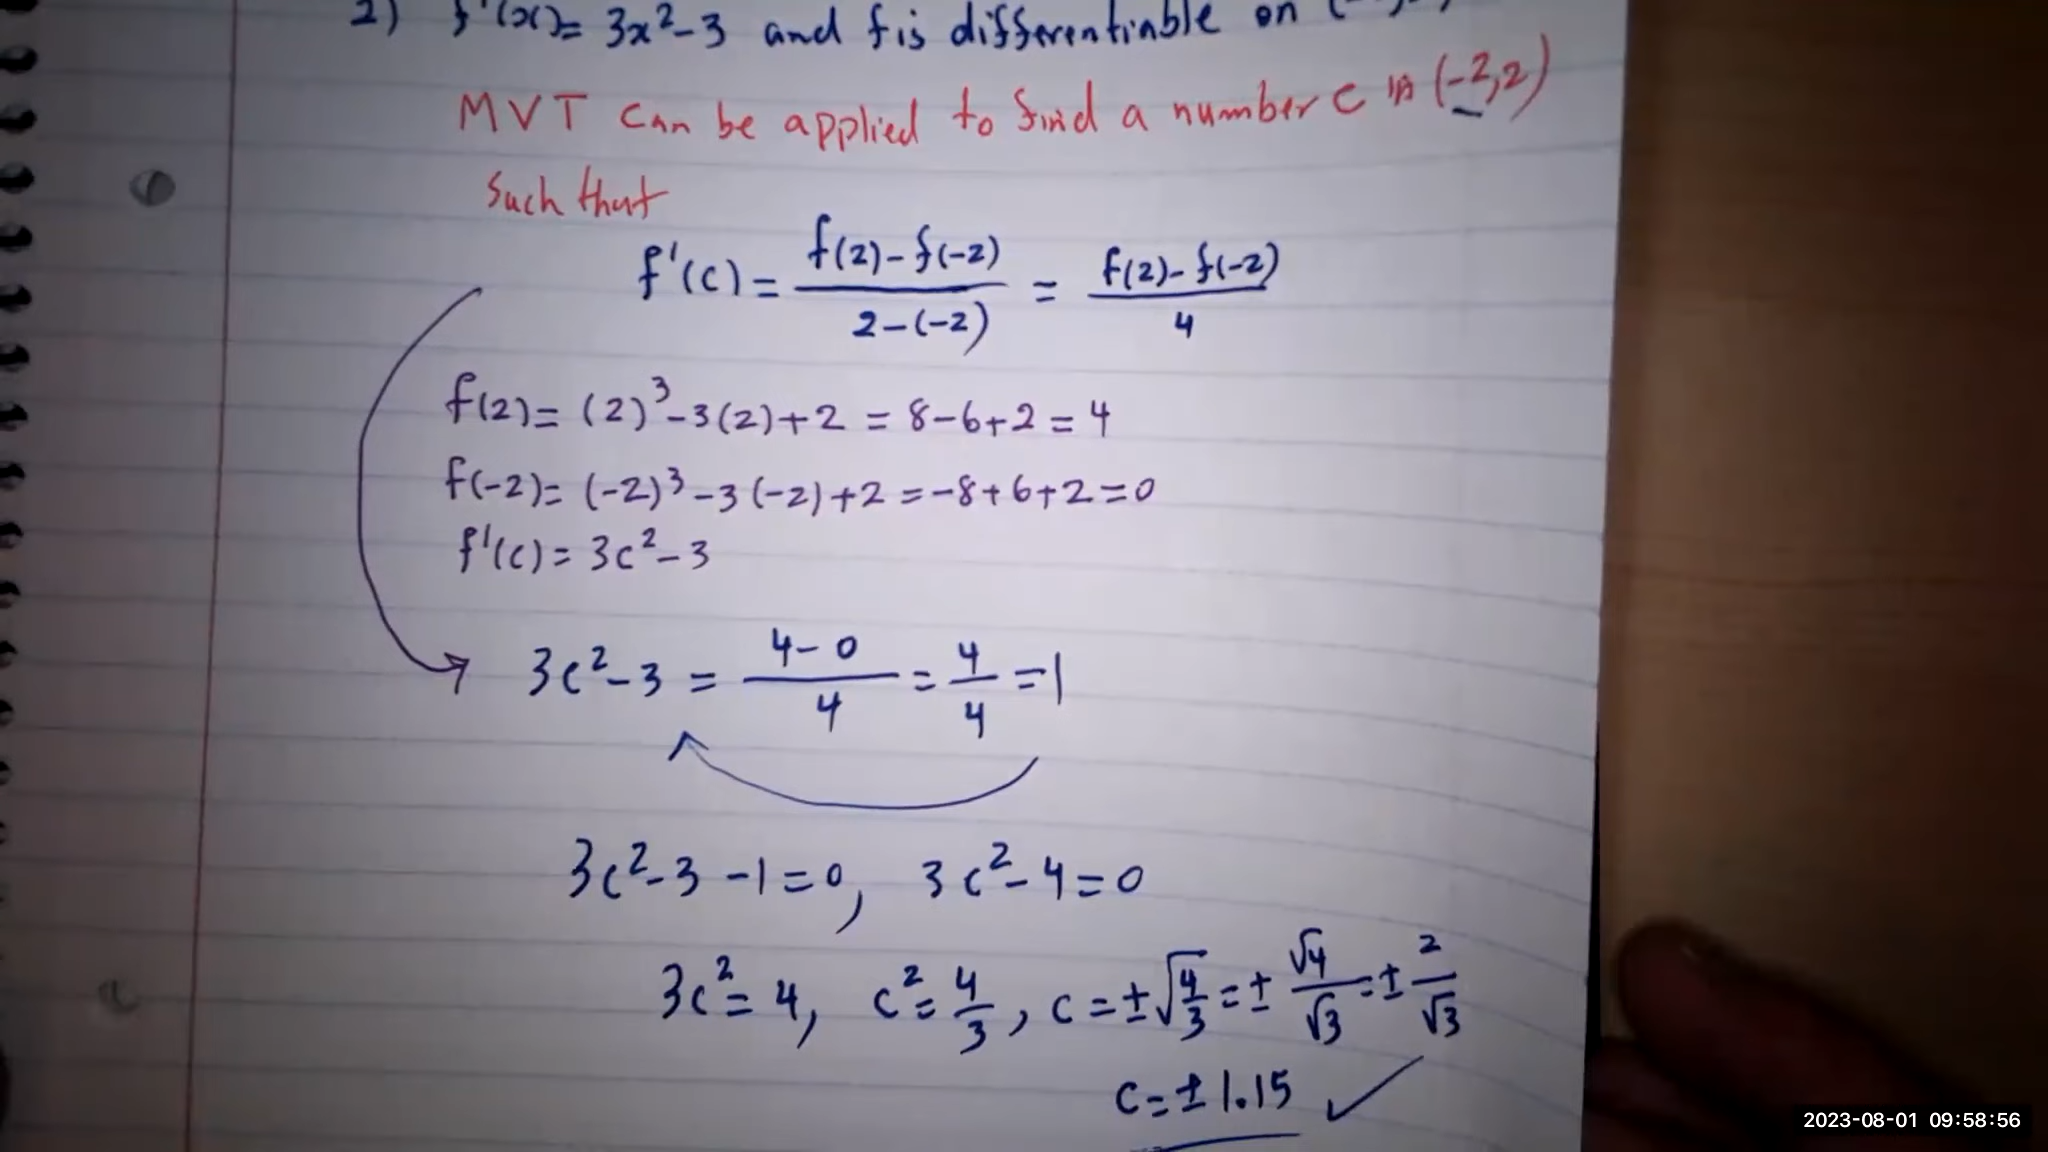 2) f'(x)= 3x²-3 and f is differentiable on
MVT can be applied to find a number c in (-2,2)
such that
f'(c) = (f(2)-f(-2))/(2-(-2)) = (f(2)-f(-2))/4
f(2)= (2)³-3(2)+2 = 8-6+2 = 4
f(-2)= (-2)³-3(-2)+2 =-8+6+2=0
f'(c)= 3c²-3
3c²-3 = (4-0)/4 = 4/4 =1
3c²-3-1=0, 3c²-4=0
3c²=4, c²=4/3, c=±√(4/3)=±√4/√3=±2/√3
c=±1.15 ✓
2023-08-01 09:58:56